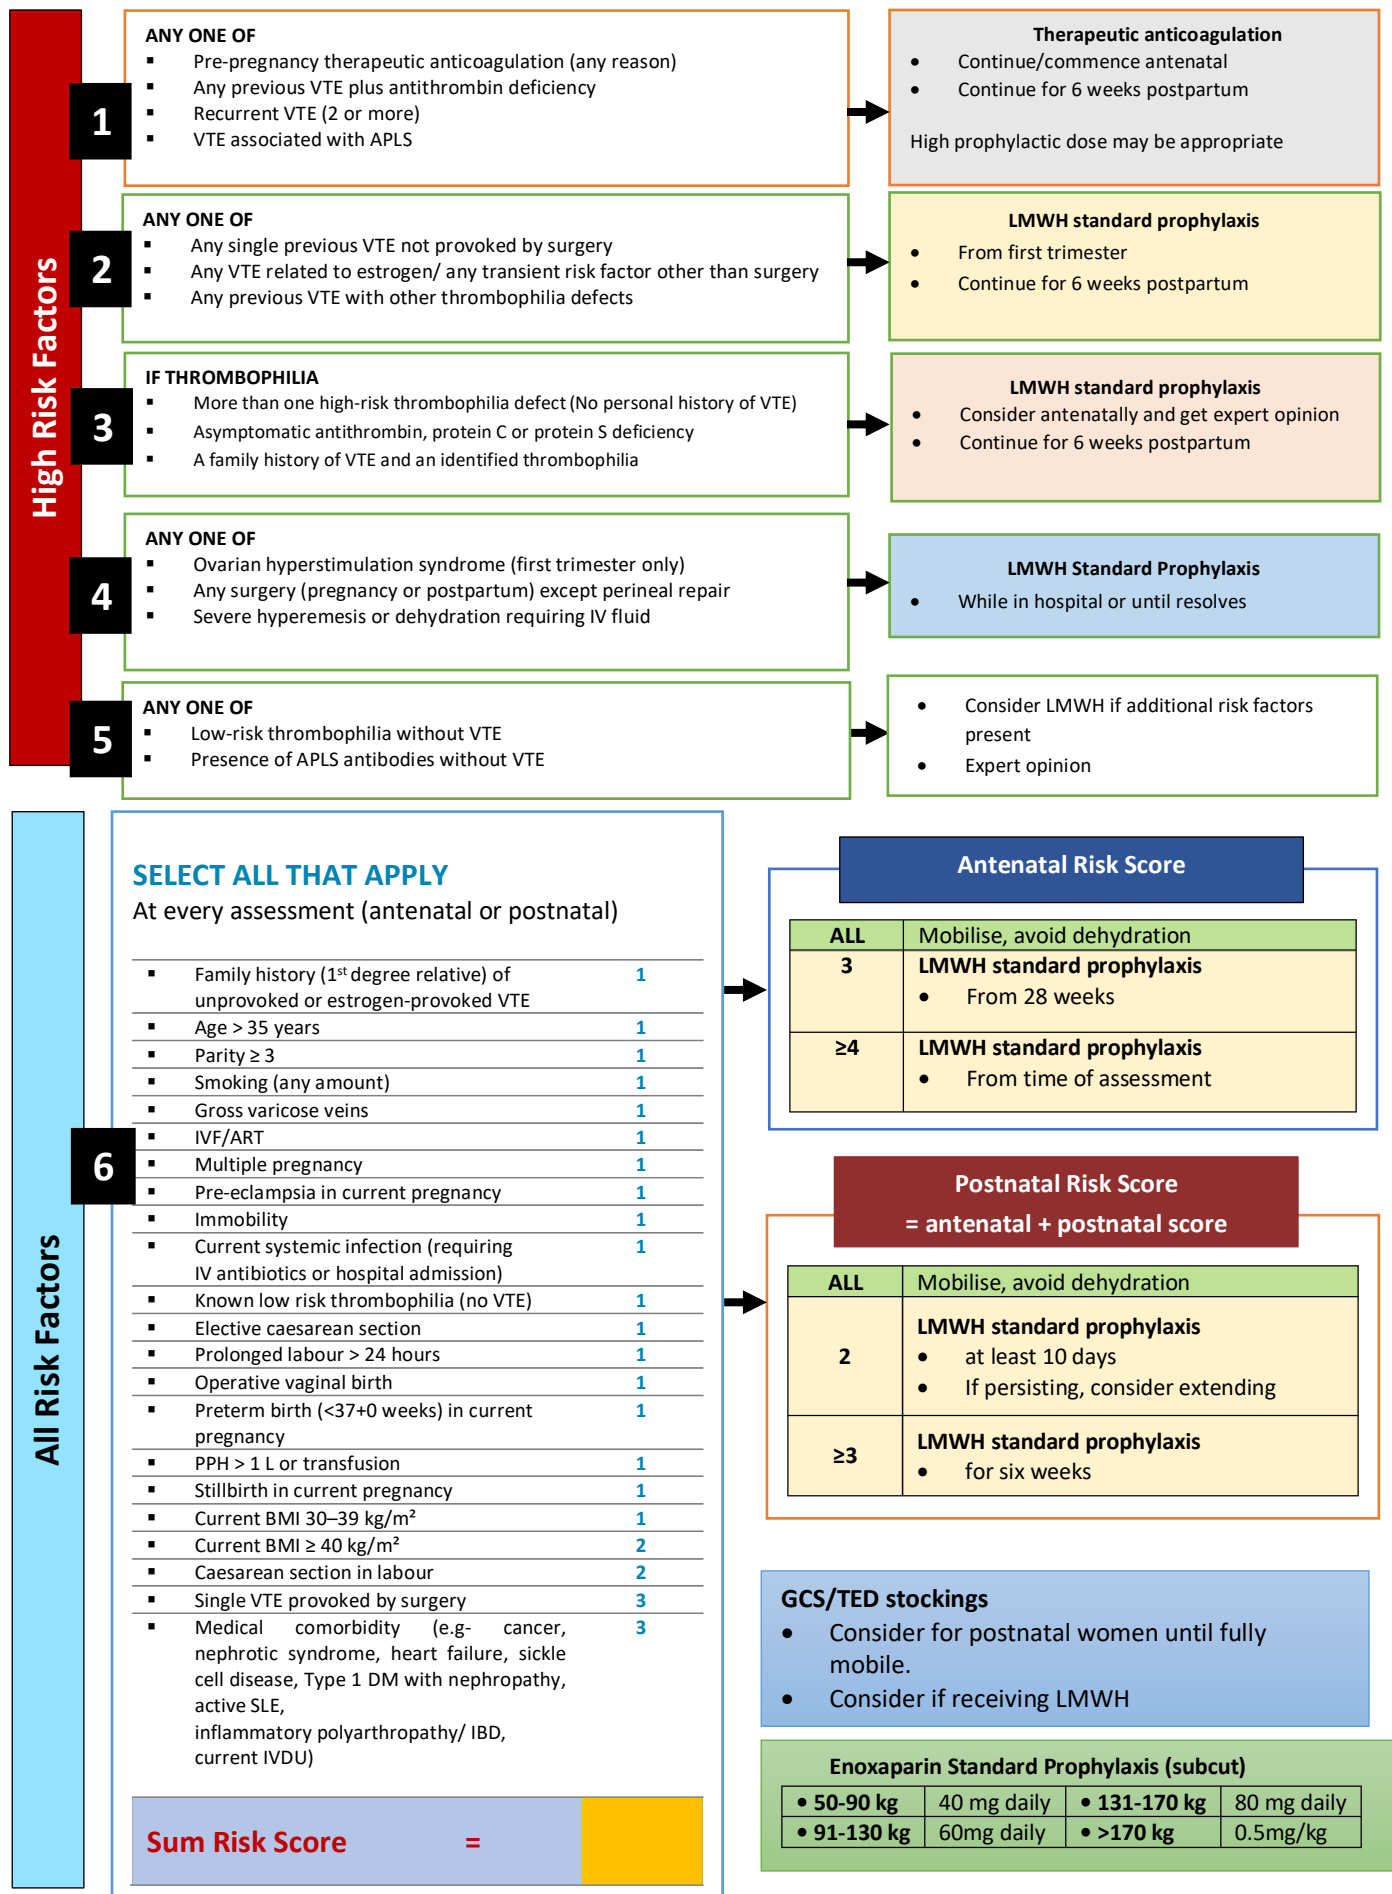 High Risk Factors
1
ANY ONE OF
▪ Pre-pregnancy therapeutic anticoagulation (any reason)
▪ Any previous VTE plus antithrombin deficiency
▪ Recurrent VTE (2 or more)
▪ VTE associated with APLS
Therapeutic anticoagulation
• Continue/commence antenatal
• Continue for 6 weeks postpartum
High prophylactic dose may be appropriate
2
ANY ONE OF
▪ Any single previous VTE not provoked by surgery
▪ Any VTE related to estrogen/ any transient risk factor other than surgery
▪ Any previous VTE with other thrombophilia defects
LMWH standard prophylaxis
• From first trimester
• Continue for 6 weeks postpartum
3
IF THROMBOPHILIA
▪ More than one high-risk thrombophilia defect (No personal history of VTE)
▪ Asymptomatic antithrombin, protein C or protein S deficiency
▪ A family history of VTE and an identified thrombophilia
LMWH standard prophylaxis
• Consider antenatally and get expert opinion
• Continue for 6 weeks postpartum
4
ANY ONE OF
▪ Ovarian hyperstimulation syndrome (first trimester only)
▪ Any surgery (pregnancy or postpartum) except perineal repair
▪ Severe hyperemesis or dehydration requiring IV fluid
LMWH Standard Prophylaxis
• While in hospital or until resolves
5
ANY ONE OF
▪ Low-risk thrombophilia without VTE
▪ Presence of APLS antibodies without VTE
• Consider LMWH if additional risk factors
present
• Expert opinion
All Risk Factors
6
SELECT ALL THAT APPLY
At every assessment (antenatal or postnatal)
▪ Family history (1st degree relative) of 1
unprovoked or estrogen-provoked VTE
▪ Age > 35 years 1
▪ Parity ≥ 3 1
▪ Smoking (any amount) 1
▪ Gross varicose veins 1
▪ IVF/ART 1
▪ Multiple pregnancy 1
▪ Pre-eclampsia in current pregnancy 1
▪ Immobility 1
▪ Current systemic infection (requiring 1
IV antibiotics or hospital admission)
▪ Known low risk thrombophilia (no VTE) 1
▪ Elective caesarean section 1
▪ Prolonged labour > 24 hours 1
▪ Operative vaginal birth 1
▪ Preterm birth (<37+0 weeks) in current 1
pregnancy
▪ PPH > 1 L or transfusion 1
▪ Stillbirth in current pregnancy 1
▪ Current BMI 30–39 kg/m² 1
▪ Current BMI ≥ 40 kg/m² 2
▪ Caesarean section in labour 2
▪ Single VTE provoked by surgery 3
▪ Medical comorbidity (e.g- cancer, 3
nephrotic syndrome, heart failure, sickle
cell disease, Type 1 DM with nephropathy,
active SLE,
inflammatory polyarthropathy/ IBD,
current IVDU)
Sum Risk Score =
Antenatal Risk Score
ALL Mobilise, avoid dehydration
3 LMWH standard prophylaxis
• From 28 weeks
≥4 LMWH standard prophylaxis
• From time of assessment
Postnatal Risk Score
= antenatal + postnatal score
ALL Mobilise, avoid dehydration
2 LMWH standard prophylaxis
• at least 10 days
• If persisting, consider extending
≥3 LMWH standard prophylaxis
• for six weeks
GCS/TED stockings
• Consider for postnatal women until fully
mobile.
• Consider if receiving LMWH
Enoxaparin Standard Prophylaxis (subcut)
• 50-90 kg 40 mg daily • 131-170 kg 80 mg daily
• 91-130 kg 60mg daily • >170 kg 0.5mg/kg